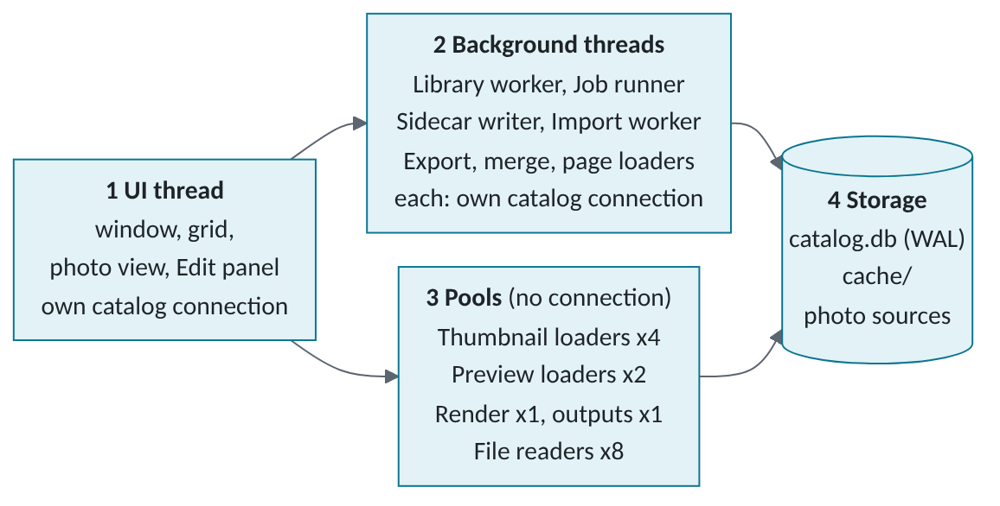 1 UI thread
window, grid,
photo view, Edit panel
own catalog connection
2 Background threads
Library worker, Job runner
Sidecar writer, Import worker
Export, merge, page loaders
each: own catalog connection
3 Pools (no connection)
Thumbnail loaders x4
Preview loaders x2
Render x1, outputs x1
File readers x8
4 Storage
catalog.db (WAL)
cache/
photo sources